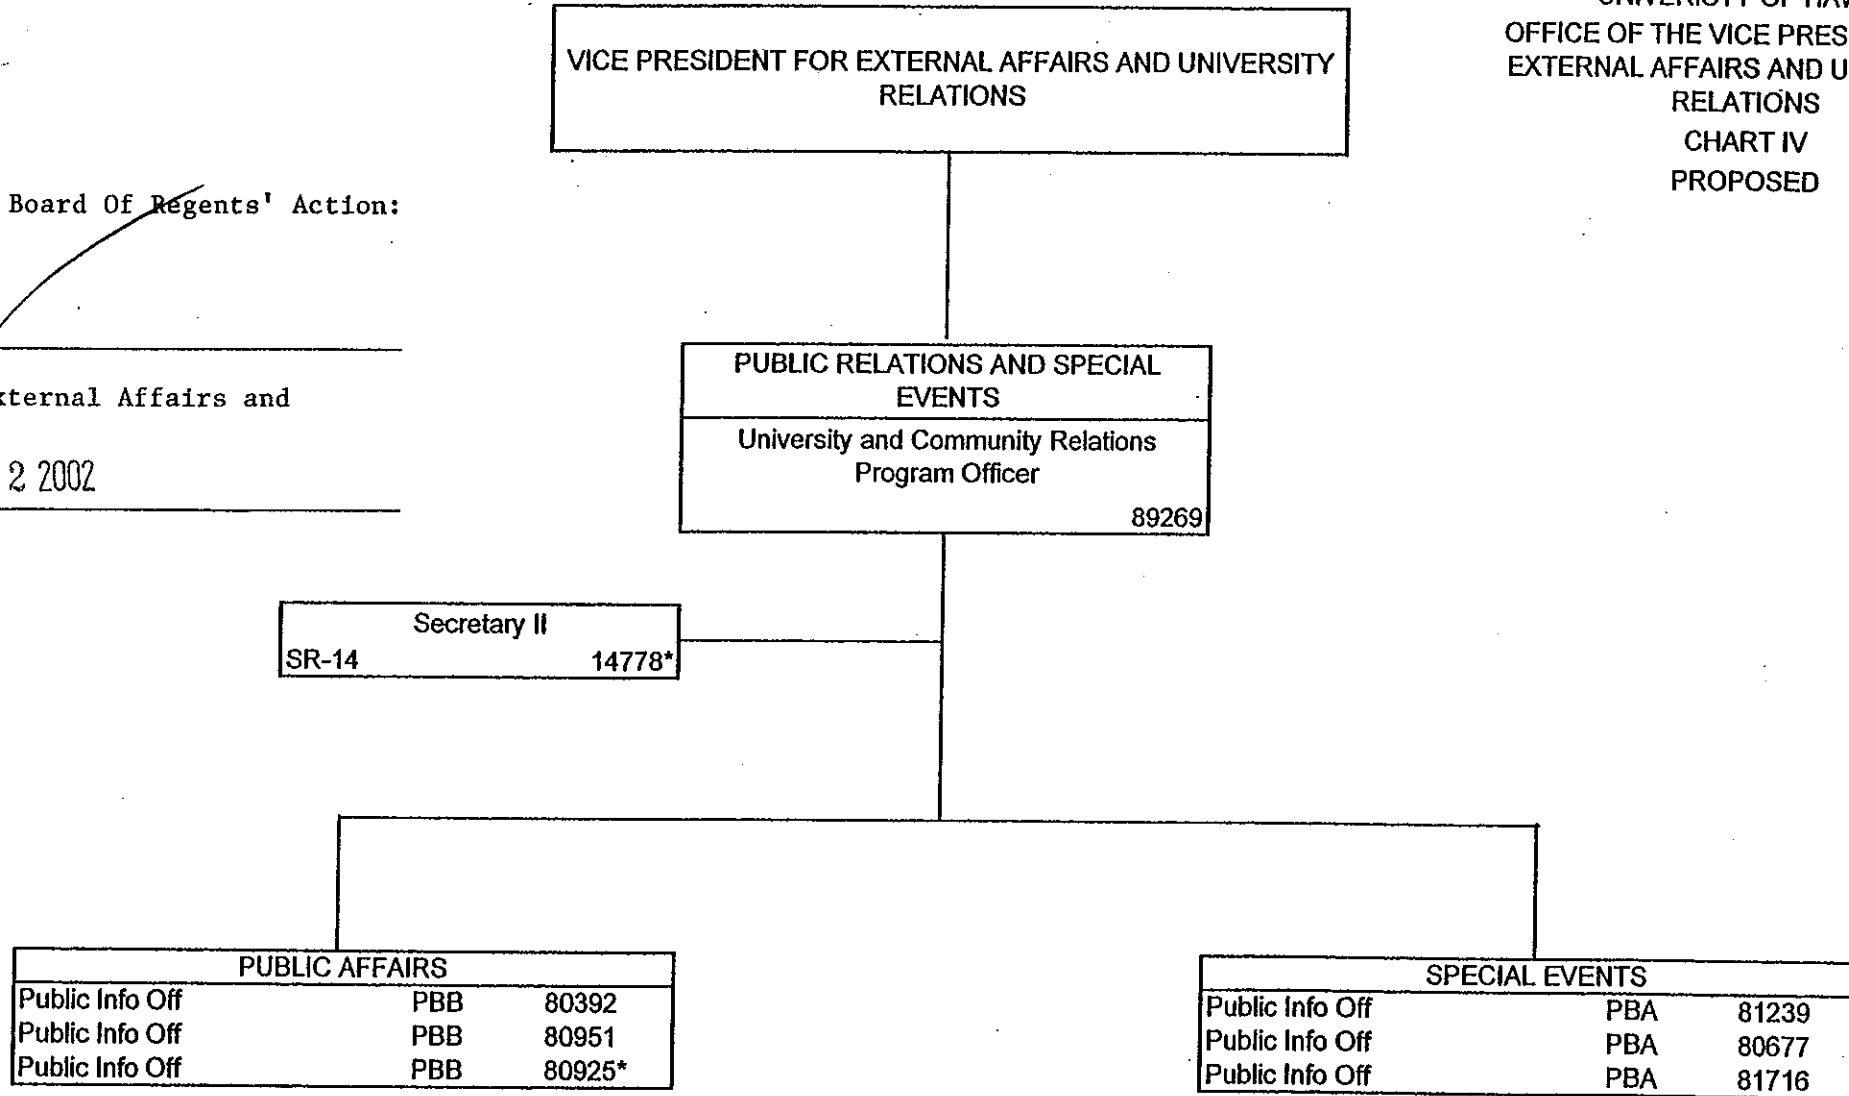 VICE PRESIDENT FOR EXTERNAL AFFAIRS AND UNIVERSITY
RELATIONS
OFFICE OF THE VICE
EXTERNAL AFFAIRS AND
RELATIONS
CHART IV
PROPOSED
Board Of Regents' Action:
Affairs and
2 2002
PUBLIC RELATIONS AND SPECIAL
EVENTS
University and Community Relations
Program Officer
89269
Secretary II
SR-14 14778*
PUBLIC AFFAIRS
Public Info Off PBB 80392
Public Info Off PBB 80951
Public Info Off PBB 80925*
SPECIAL EVENTS
Public Info Off PBA 81239
Public Info Off PBA 80677
Public Info Off PBA 81716